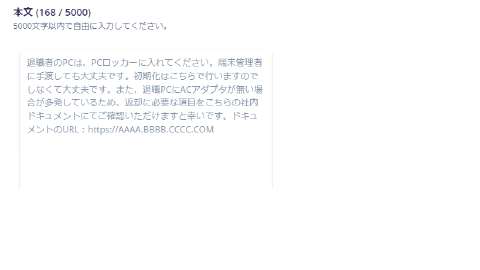 本文 (168 / 5000)
5000文字以内で自由に入力してください。
退職者のPCは、PCロッカーに入れてください。端末管理者
に手渡しても大丈夫です。初期化はこちらで行いますので
しなくて大丈夫です。また、退職PCにACアダプタが無い場
合が多発しているため、返却に必要な項目をこちらの社内
ドキュメントにてご確認いただけますと幸いです。ドキュ
メントのURL：https://AAAA.BBBB.CCCC.COM